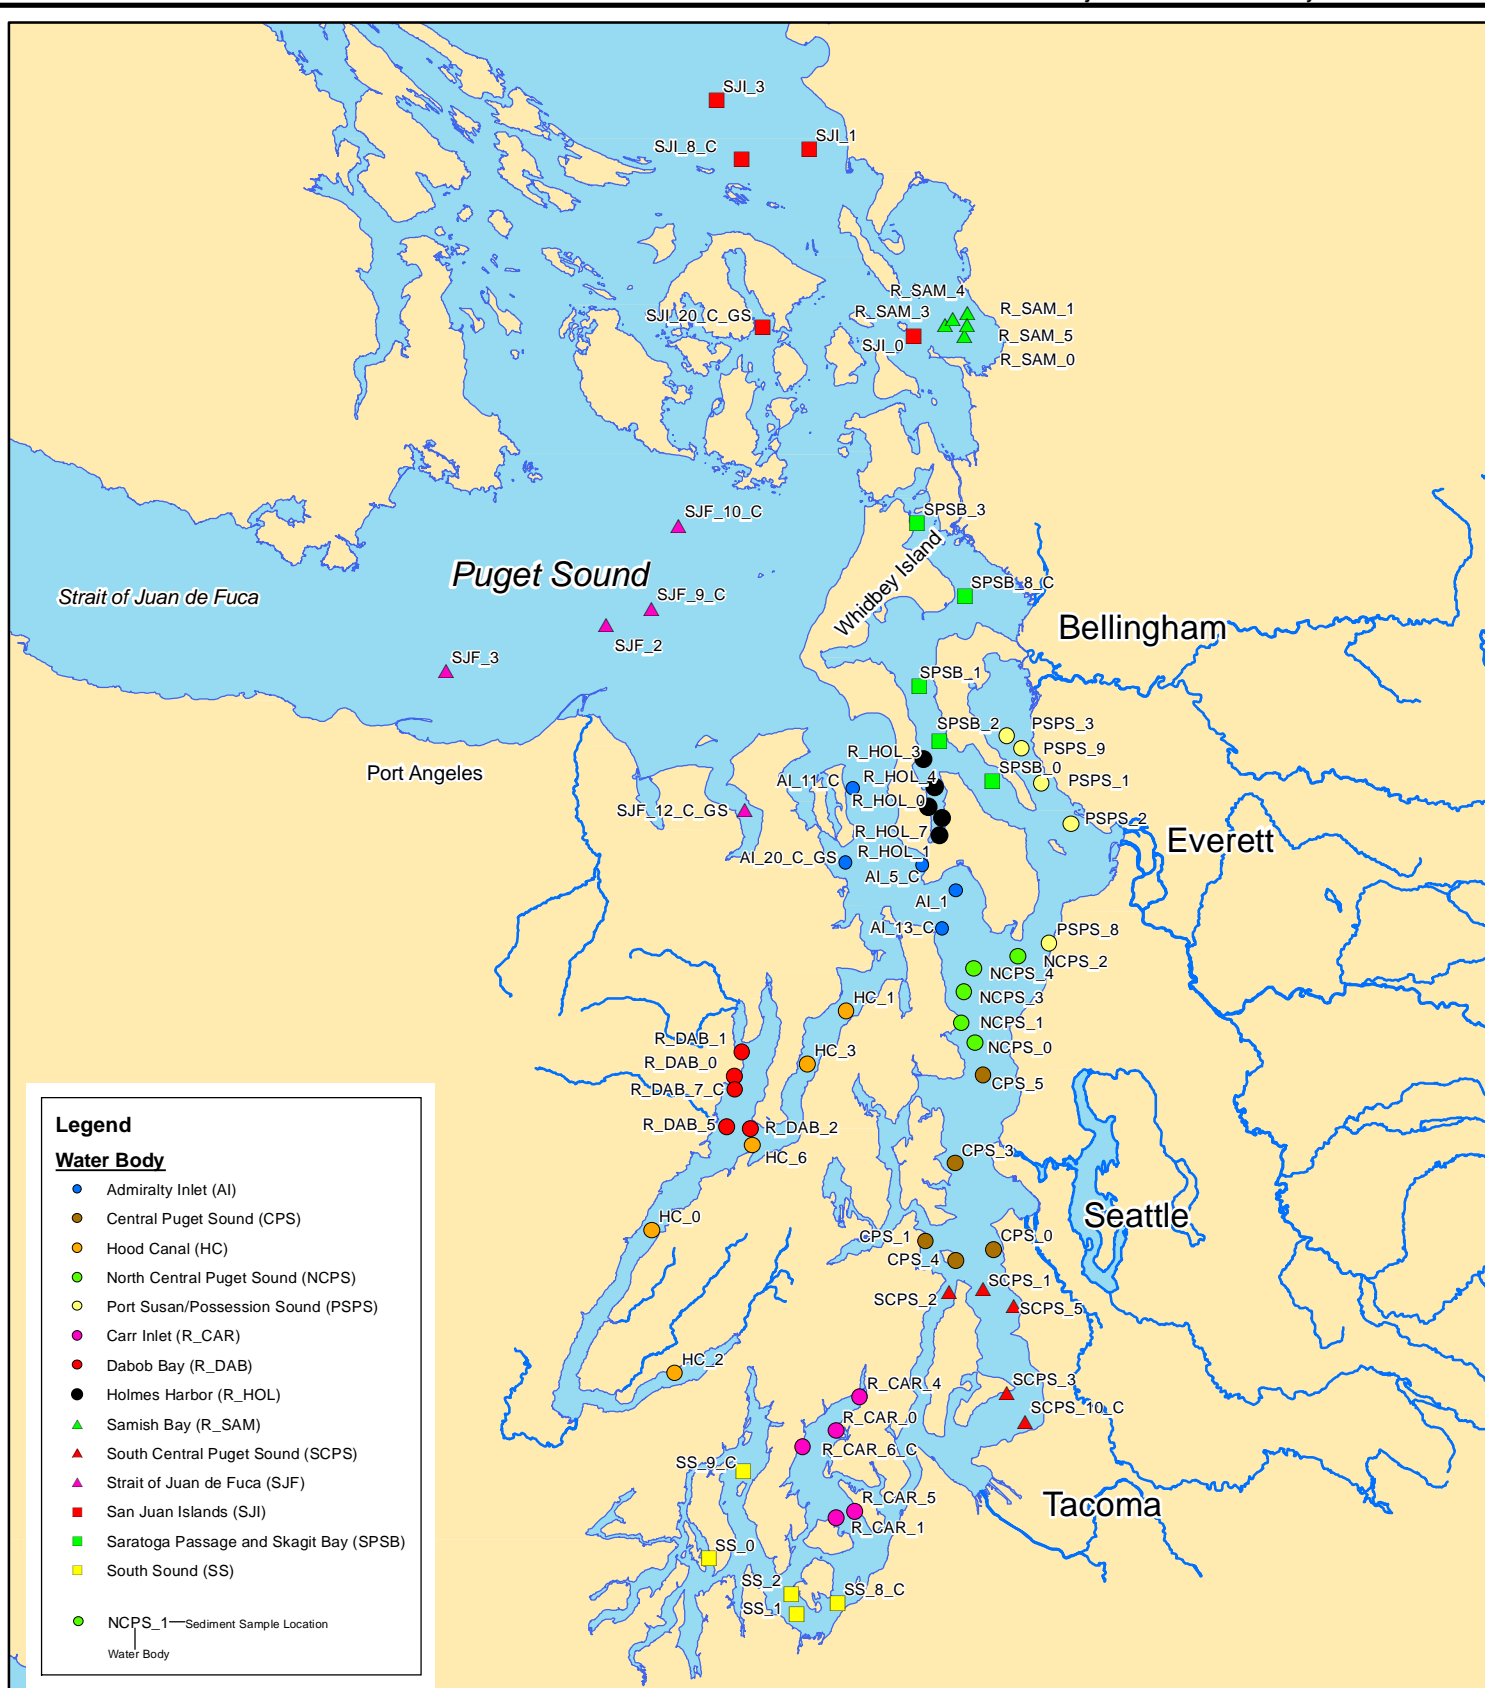 SJI_3
SJI_1
SJI_8_C
R_SAM_4
R_SAM_3
R_SAM_1
SJI_20_C_GS
SJI_0
R_SAM_5
R_SAM_0
SJF_10_C
SPSB_3
Puget Sound
Whidbey Island
SPSB_8_C
Strait of Juan de Fuca
SJF_9_C
SJF_2
Bellingham
SJF_3
SPSB_1
SPSB_2
PSPS_3
R_HOL_3
PSPS_9
Port Angeles
AI_11_C
R_HOL_4
SPSB_0
PSPS_1
R_HOL_0
SJF_12_C_GS
R_HOL_7
PSPS_2
Everett
AI_20_C_GS
R_HOL_1
AI_5_C
AI_1
AI_13_C
PSPS_8
NCPS_2
NCPS_4
HC_1
NCPS_3
NCPS_1
R_DAB_1
HC_3
NCPS_0
R_DAB_0
R_DAB_7_C
CPS_5
R_DAB_5
R_DAB_2
HC_6
CPS_3
HC_0
Seattle
CPS_1
CPS_0
CPS_4
SCPS_1
SCPS_2
SCPS_5
HC_2
R_CAR_4
SCPS_3
R_CAR_0
SCPS_10_C
R_CAR_6_C
SS_9_C
R_CAR_5
Tacoma
R_CAR_1
SS_0
SS_2
SS_8_C
SS_1
Legend
Water Body
Admiralty Inlet (AI)
Central Puget Sound (CPS)
Hood Canal (HC)
North Central Puget Sound (NCPS)
Port Susan/Possession Sound (PSPS)
Carr Inlet (R_CAR)
Dabob Bay (R_DAB)
Holmes Harbor (R_HOL)
Samish Bay (R_SAM)
South Central Puget Sound (SCPS)
Strait of Juan de Fuca (SJF)
San Juan Islands (SJI)
Saratoga Passage and Skagit Bay (SPSB)
South Sound (SS)
NCPS_1 Sediment Sample Location
Water Body